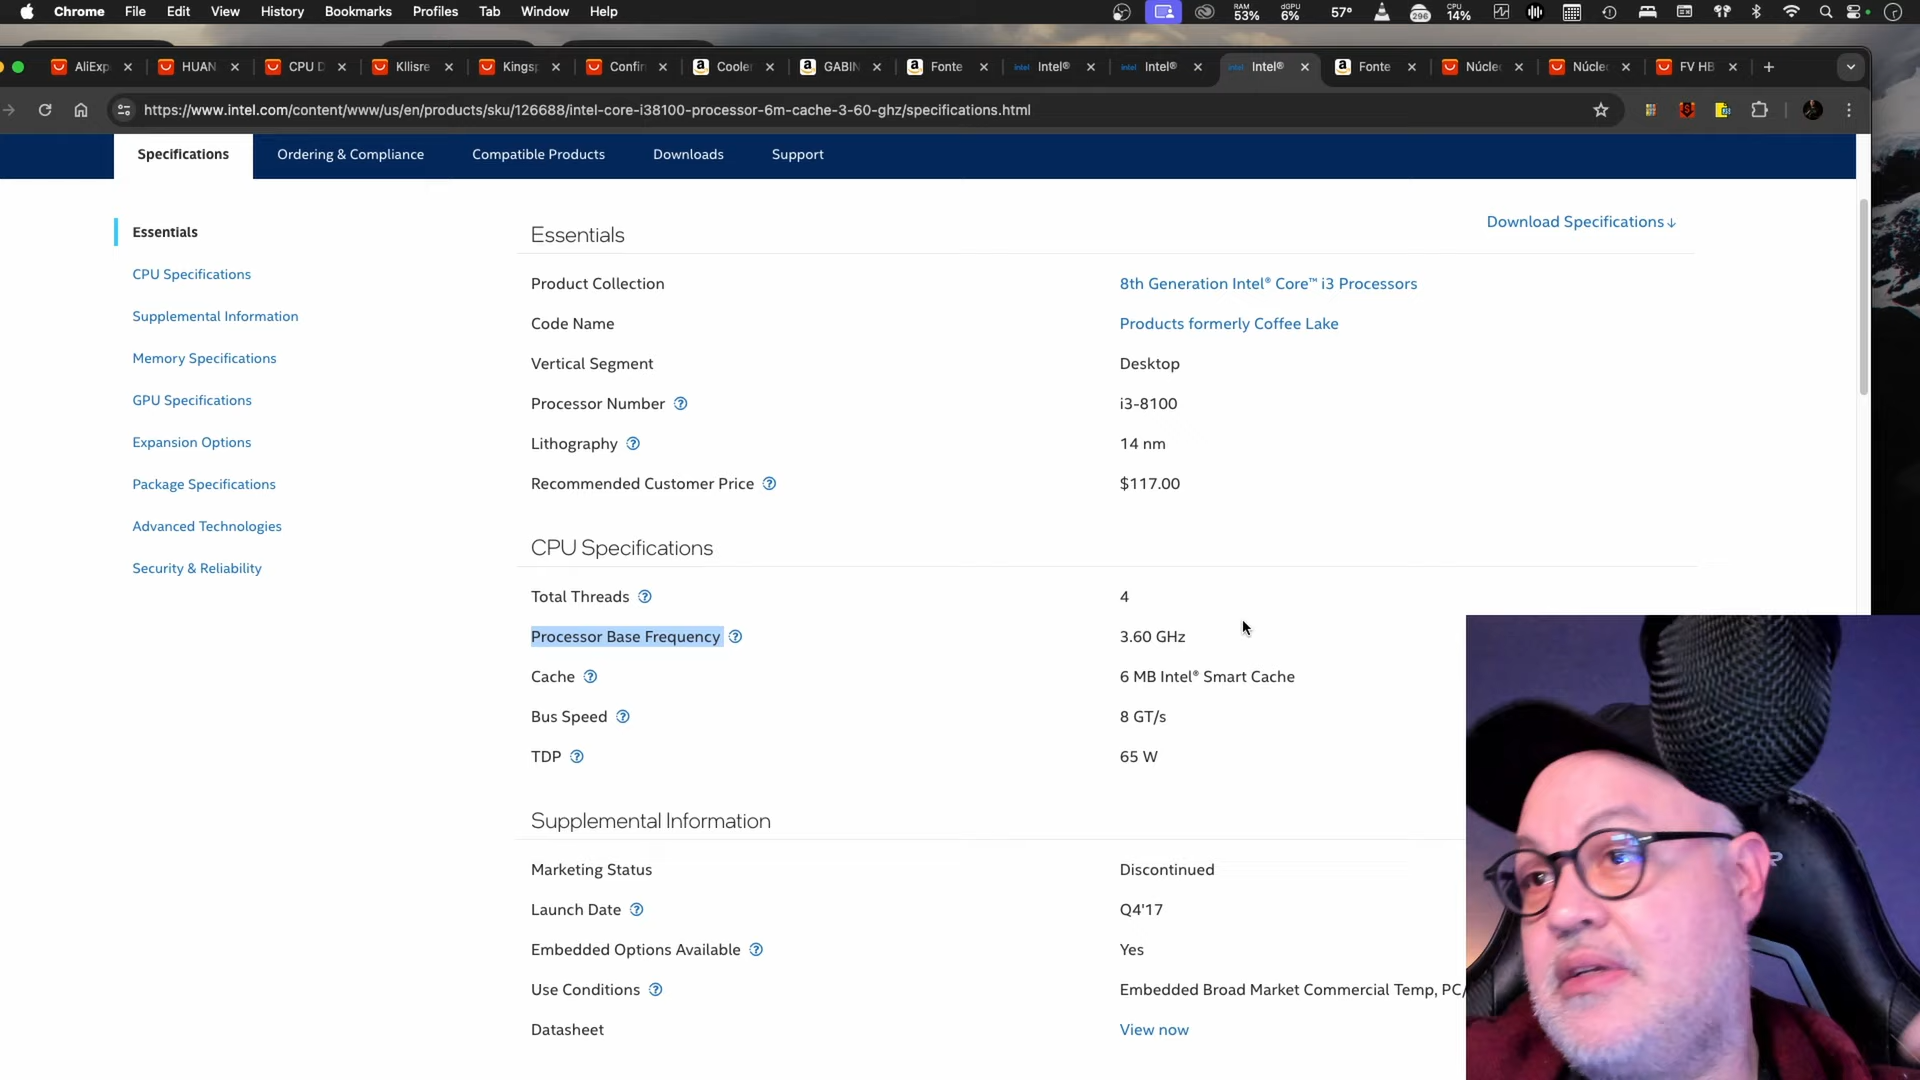 Chrome File Edit View History Bookmarks Profiles Tab Window Help
RAM 53% dGPU 6% 57° 296 CPU 14%
AliExp HUAN CPU D Kllisre Kings Confir Cooler GABIN Fonte intel Intel® intel Intel® intel Intel® Fonte Núcle Núcle FV HB
https://www.intel.com/content/www/us/en/products/sku/126688/intel-core-i38100-processor-6m-cache-3-60-ghz/specifications.html
Specifications Ordering & Compliance Compatible Products Downloads Support
Essentials
CPU Specifications
Supplemental Information
Memory Specifications
GPU Specifications
Expansion Options
Package Specifications
Advanced Technologies
Security & Reliability
Download Specifications↓
Essentials
Product Collection 8th Generation Intel® Core™ i3 Processors
Code Name Products formerly Coffee Lake
Vertical Segment Desktop
Processor Number ? i3-8100
Lithography ? 14 nm
Recommended Customer Price ? $117.00
CPU Specifications
Total Threads ? 4
Processor Base Frequency ? 3.60 GHz
Cache ? 6 MB Intel® Smart Cache
Bus Speed ? 8 GT/s
TDP ? 65 W
Supplemental Information
Marketing Status Discontinued
Launch Date ? Q4'17
Embedded Options Available ? Yes
Use Conditions ? Embedded Broad Market Commercial Temp, PC/
Datasheet View now